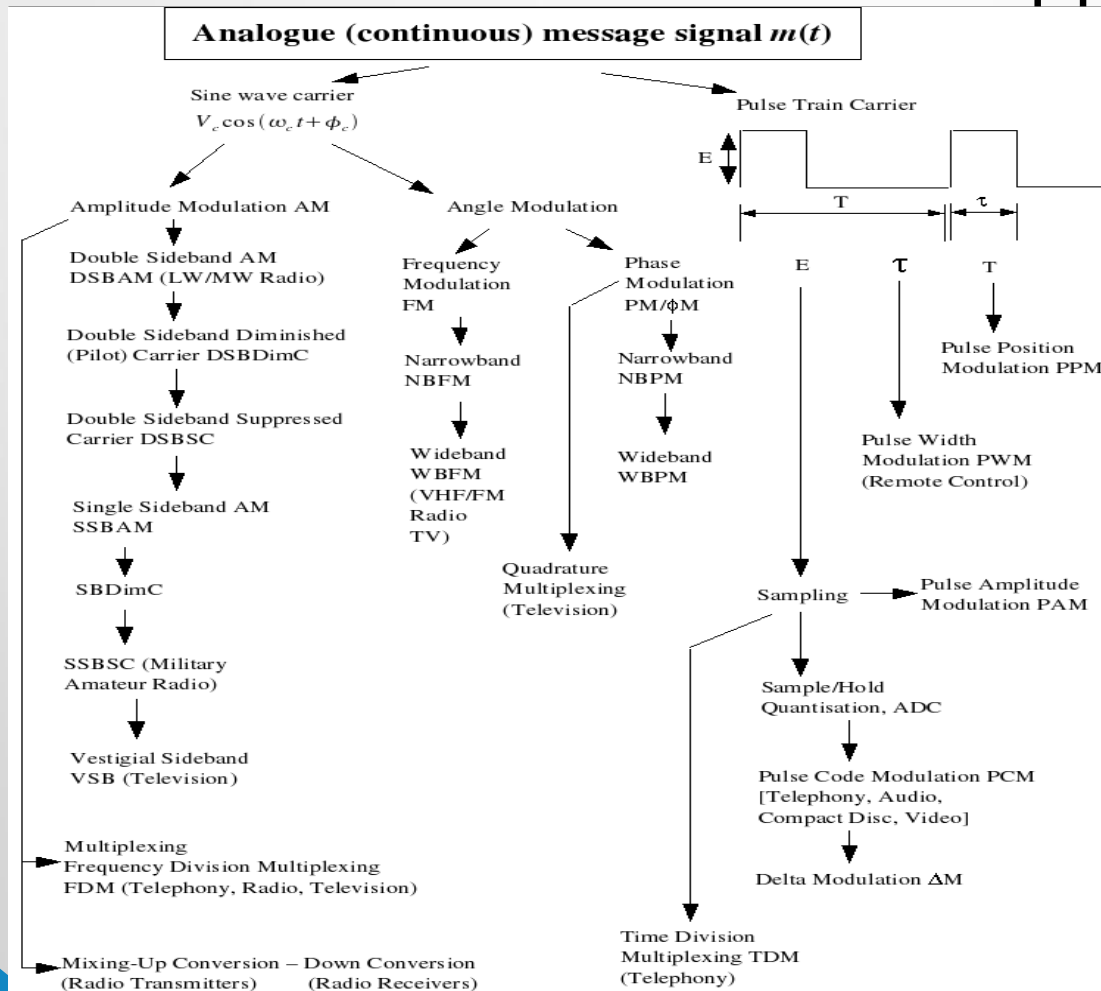 Analogue (continuous) message signal m(t)
Sine wave carrier
V_c cos(ω_c t + ϕ_c)
Pulse Train Carrier
E
T
τ
Amplitude Modulation AM
Angle Modulation
Double Sideband AM
DSBAM (LW/MW Radio)
Double Sideband Diminished
(Pilot) Carrier DSBDimC
Double Sideband Suppressed
Carrier DSBSC
Single Sideband AM
SSBAM
SBDimC
SSBSC (Military
Amateur Radio)
Vestigial Sideband
VSB (Television)
Multiplexing
Frequency Division Multiplexing
FDM (Telephony, Radio, Television)
Mixing-Up Conversion – Down Conversion
(Radio Transmitters) (Radio Receivers)
Frequency
Modulation
FM
Narrowband
NBFM
Wideband
WBFM
(VHF/FM
Radio
TV)
Phase
Modulation
PM/ϕM
Narrowband
NBPM
Wideband
WBPM
Quadrature
Multiplexing
(Television)
E
τ
T
Pulse Position
Modulation PPM
Pulse Width
Modulation PWM
(Remote Control)
Sampling
Pulse Amplitude
Modulation PAM
Sample/Hold
Quantisation, ADC
Pulse Code Modulation PCM
[Telephony, Audio,
Compact Disc, Video]
Delta Modulation ΔM
Time Division
Multiplexing TDM
(Telephony)